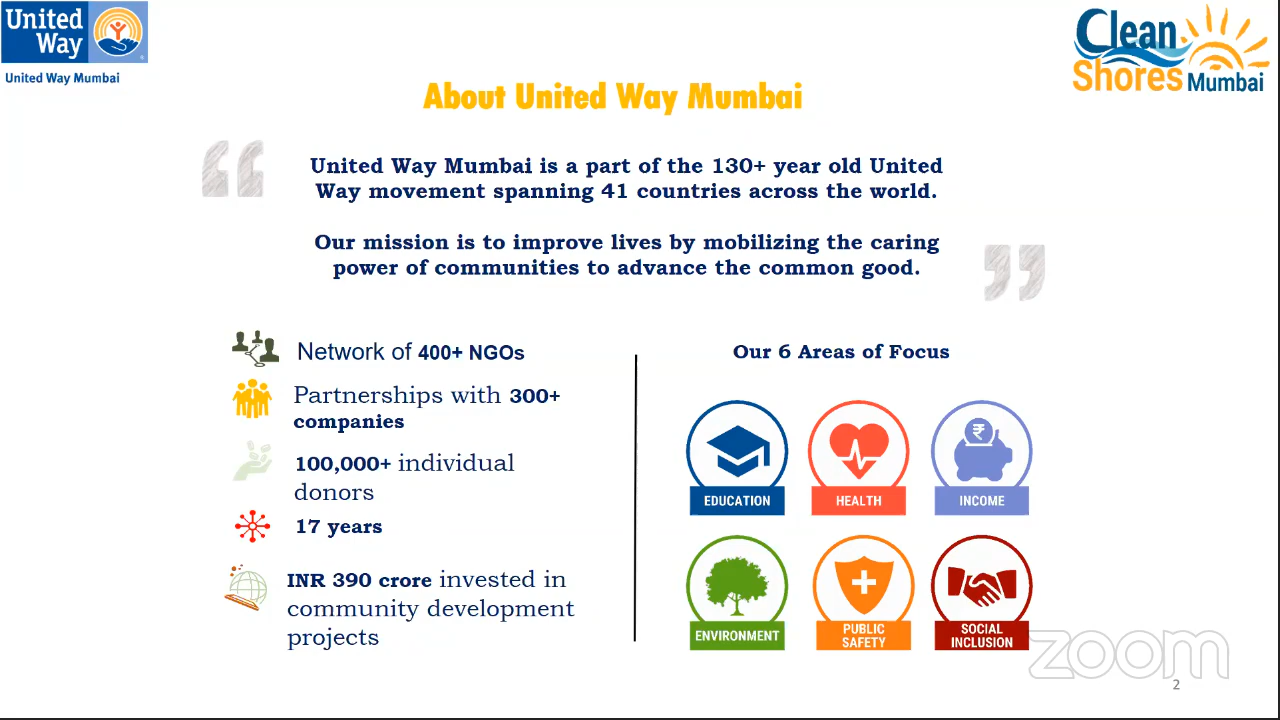 United
Way
United Way Mumbai
Clean
Shores Mumbai
About United Way Mumbai
United Way Mumbai is a part of the 130+ year old United
Way movement spanning 41 countries across the world.
Our mission is to improve lives by mobilizing the caring
power of communities to advance the common good.
Network of 400+ NGOs
Partnerships with 300+
companies
100,000+ individual
donors
17 years
INR 390 crore invested in
community development
projects
Our 6 Areas of Focus
EDUCATION
HEALTH
₹
INCOME
ENVIRONMENT
PUBLIC
SAFETY
SOCIAL
INCLUSION
zoom
2